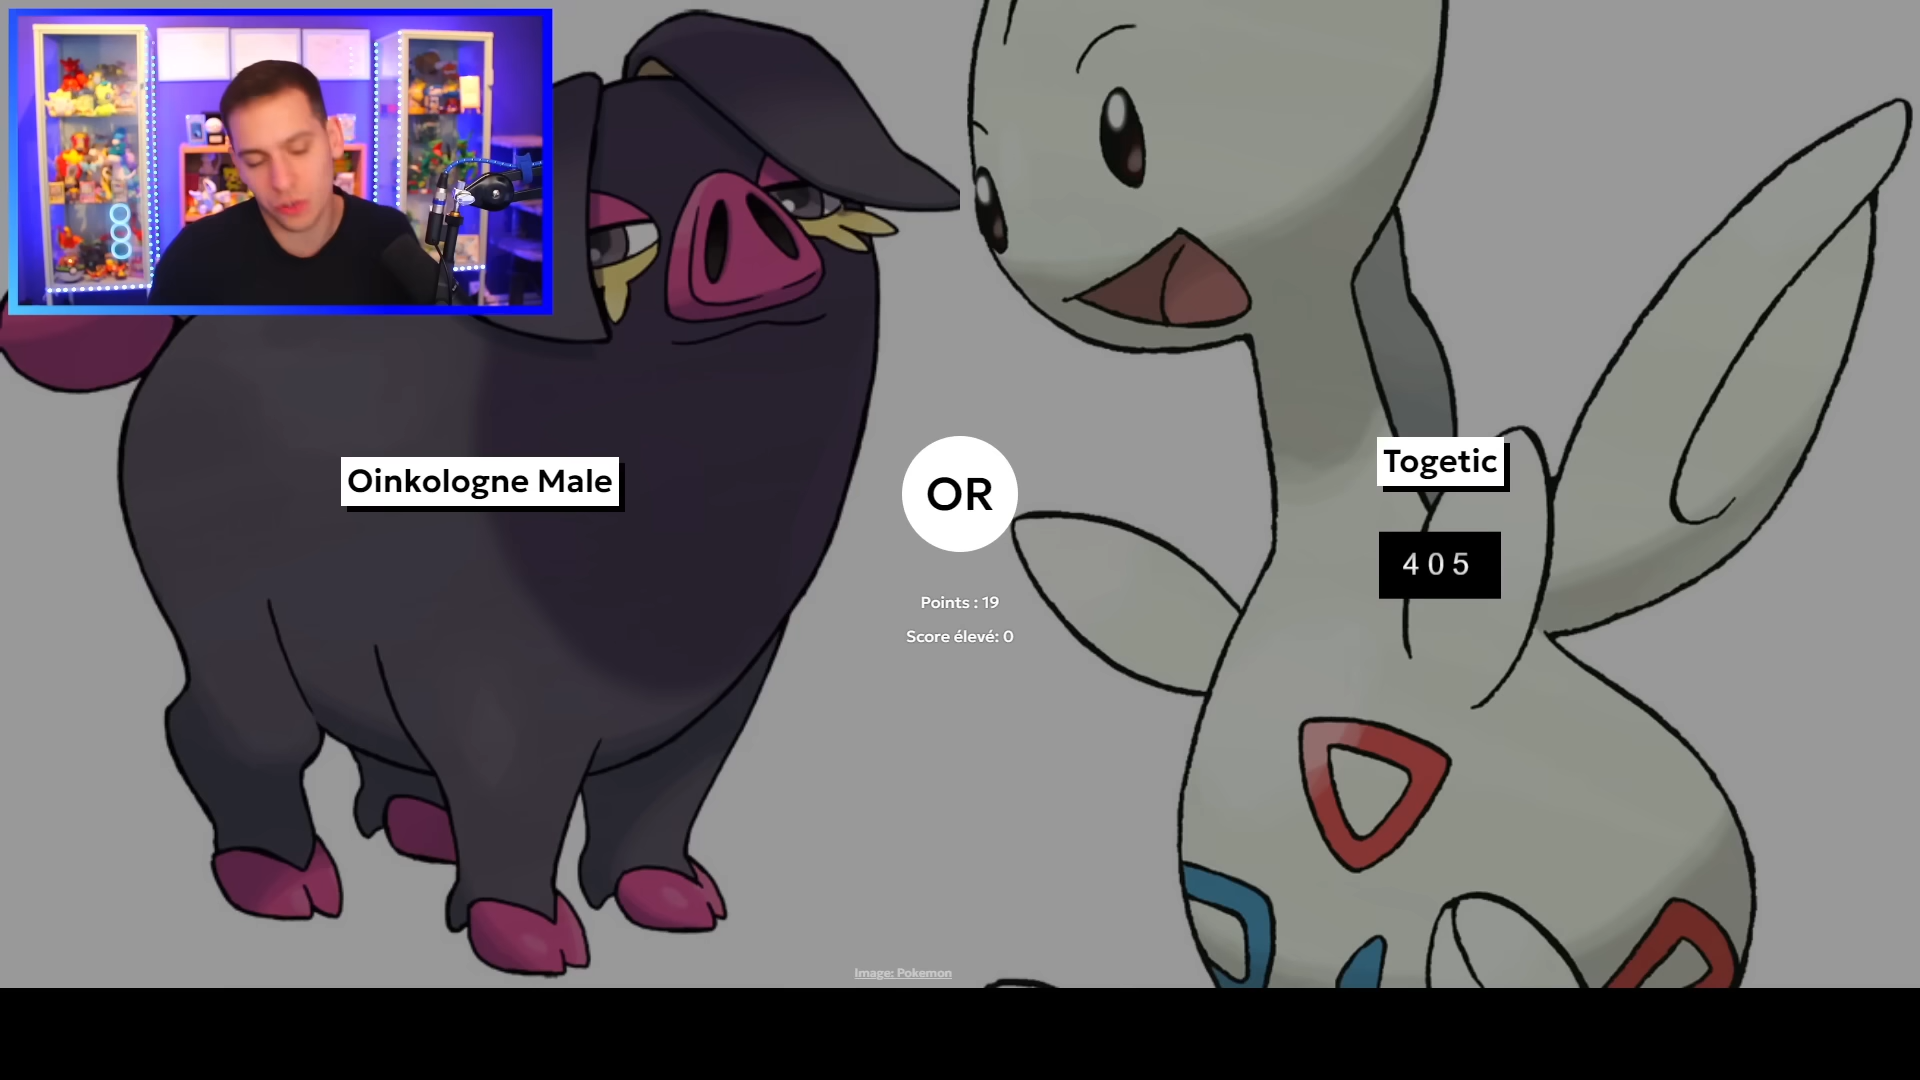 Oinkologne Male
OR
Togetic
405
Points : 19
Score élevé: 0
Image: Pokemon